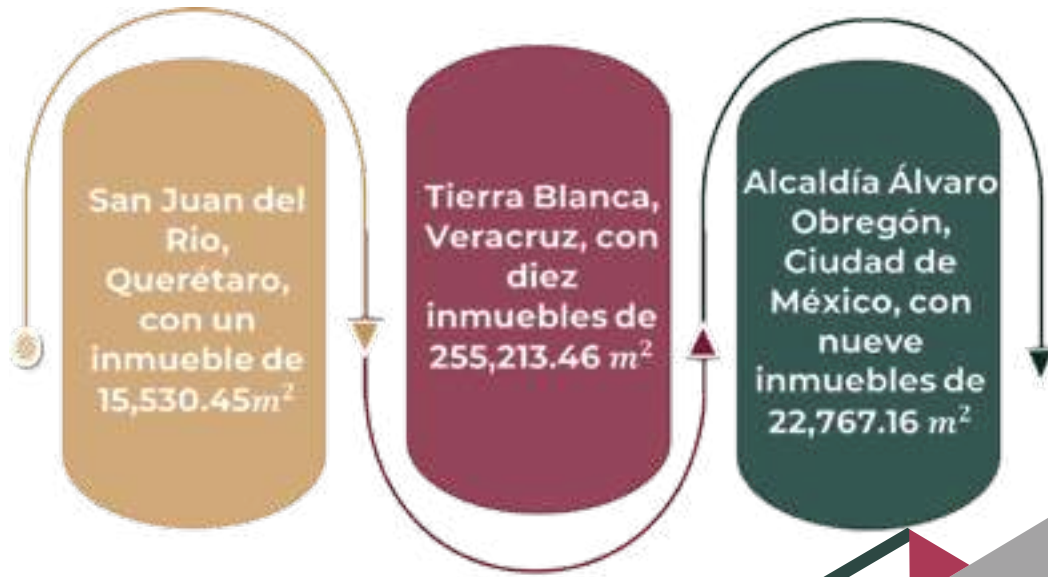 San Juan del
Rio,
Querétaro,
con un
inmueble de
15,530.45m²
Tierra Blanca,
Veracruz, con
diez
inmuebles de
255,213.46 m²
Alcaldía Álvaro
Obregón,
Ciudad de
México, con
nueve
inmuebles de
22,767.16 m²